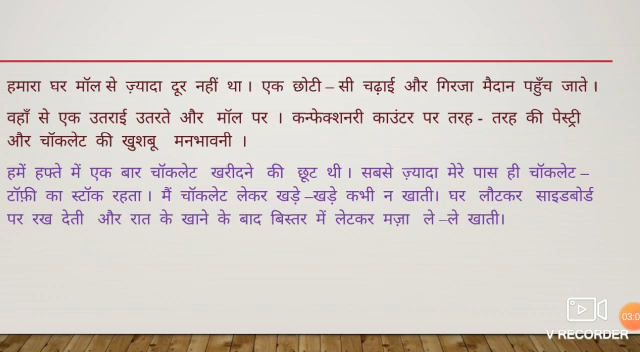 हमारा घर मॉल से ज़्यादा दूर नहीं था । एक छोटी – सी चढ़ाई और गिरजा मैदान पहुँच जाते ।
वहाँ से एक उतराई उतरते और मॉल पर । कन्फेक्शनरी काउंटर पर तरह - तरह की पेस्ट्री
और चॉकलेट की खुशबू मनभावनी ।
हमें हफ्ते में एक बार चॉकलेट खरीदने की छूट थी । सबसे ज़्यादा मेरे पास ही चॉकलेट –
टॉफ़ी का स्टॉक रहता । मैं चॉकलेट लेकर खड़े –खड़े कभी न खाती। घर लौटकर साइडबोर्ड
पर रख देती और रात के खाने के बाद बिस्तर में लेटकर मज़ा ले –ले खाती।
03:0
V RECORDER